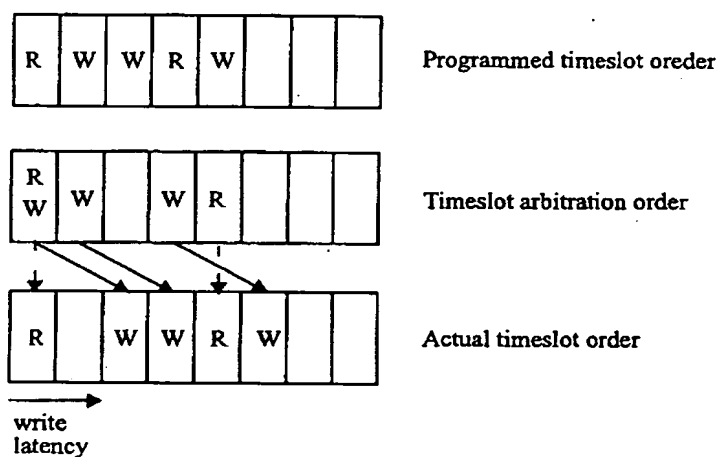 R W W R W
Programmed timeslot oreder
R
W W W R
Timeslot arbitration order
R W W R W
Actual timeslot order
write
latency